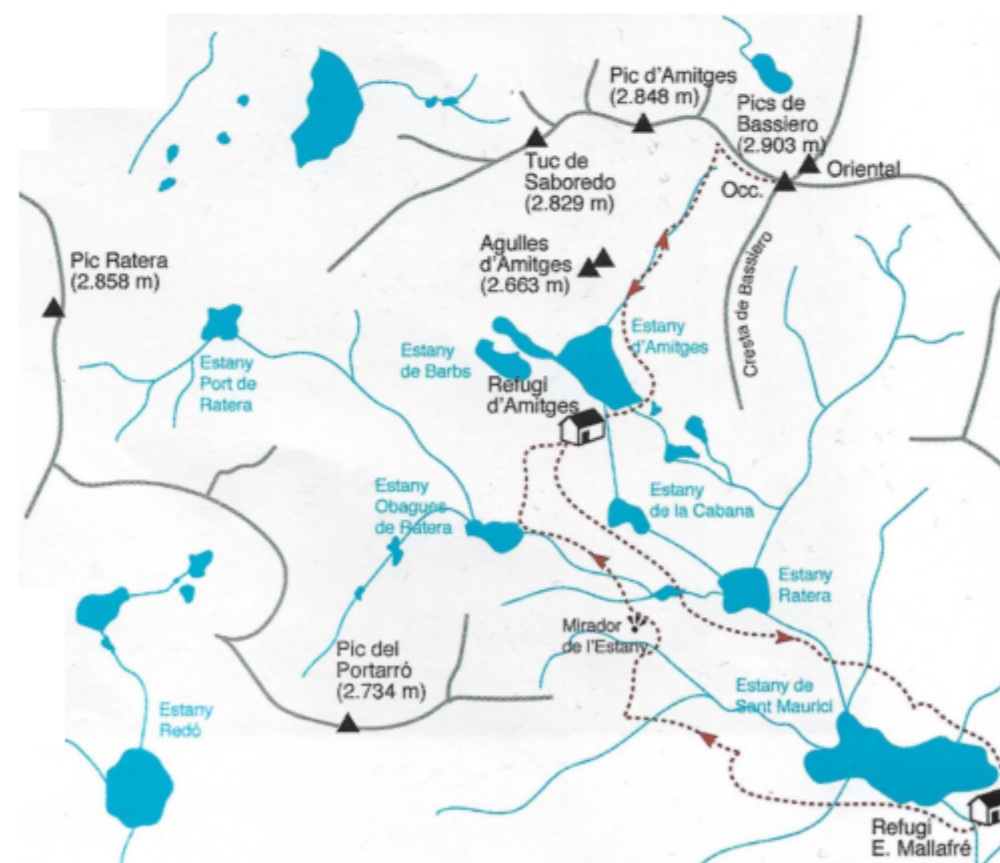 Pic d'Amitges
(2.848 m)
Pics de
Bassiero
(2.903 m)
Oriental
Occ.
Tuc de
Saboredo
(2.829 m)
Agulles
d'Amitges
(2.663 m)
Pic Ratera
(2.858 m)
Cresta de Bassiero
Estany
d'Amitges
Estany
de Barbs
Estany
Port de
Ratera
Refugi
d'Amitges
Estany
Obagues
de Ratera
Estany
de la Cabana
Estany
Ratera
Mirador
de l'Estany
Pic del
Portarró
(2.734 m)
Estany de
Sant Maurici
Estany
Redó
Refugi
E. Mallafré